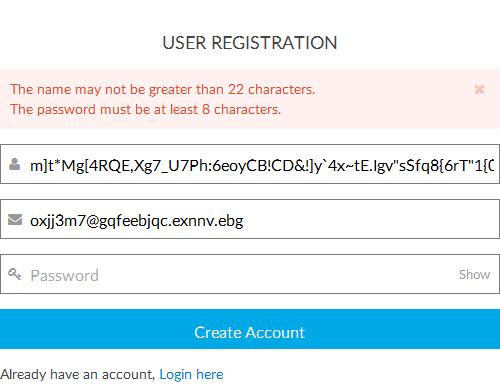 USER REGISTRATION
The name may not be greater than 22 characters.
The password must be at least 8 characters.
m]t*Mg[4RQE,Xg7_U7Ph:6eoyCB!CD&!]y`4x~tE.Igv"sSfq8{6rT"1{0
oxjj3m7@gqfeebjqc.exnnv.ebg
Password Show
Create Account
Already have an account, Login here